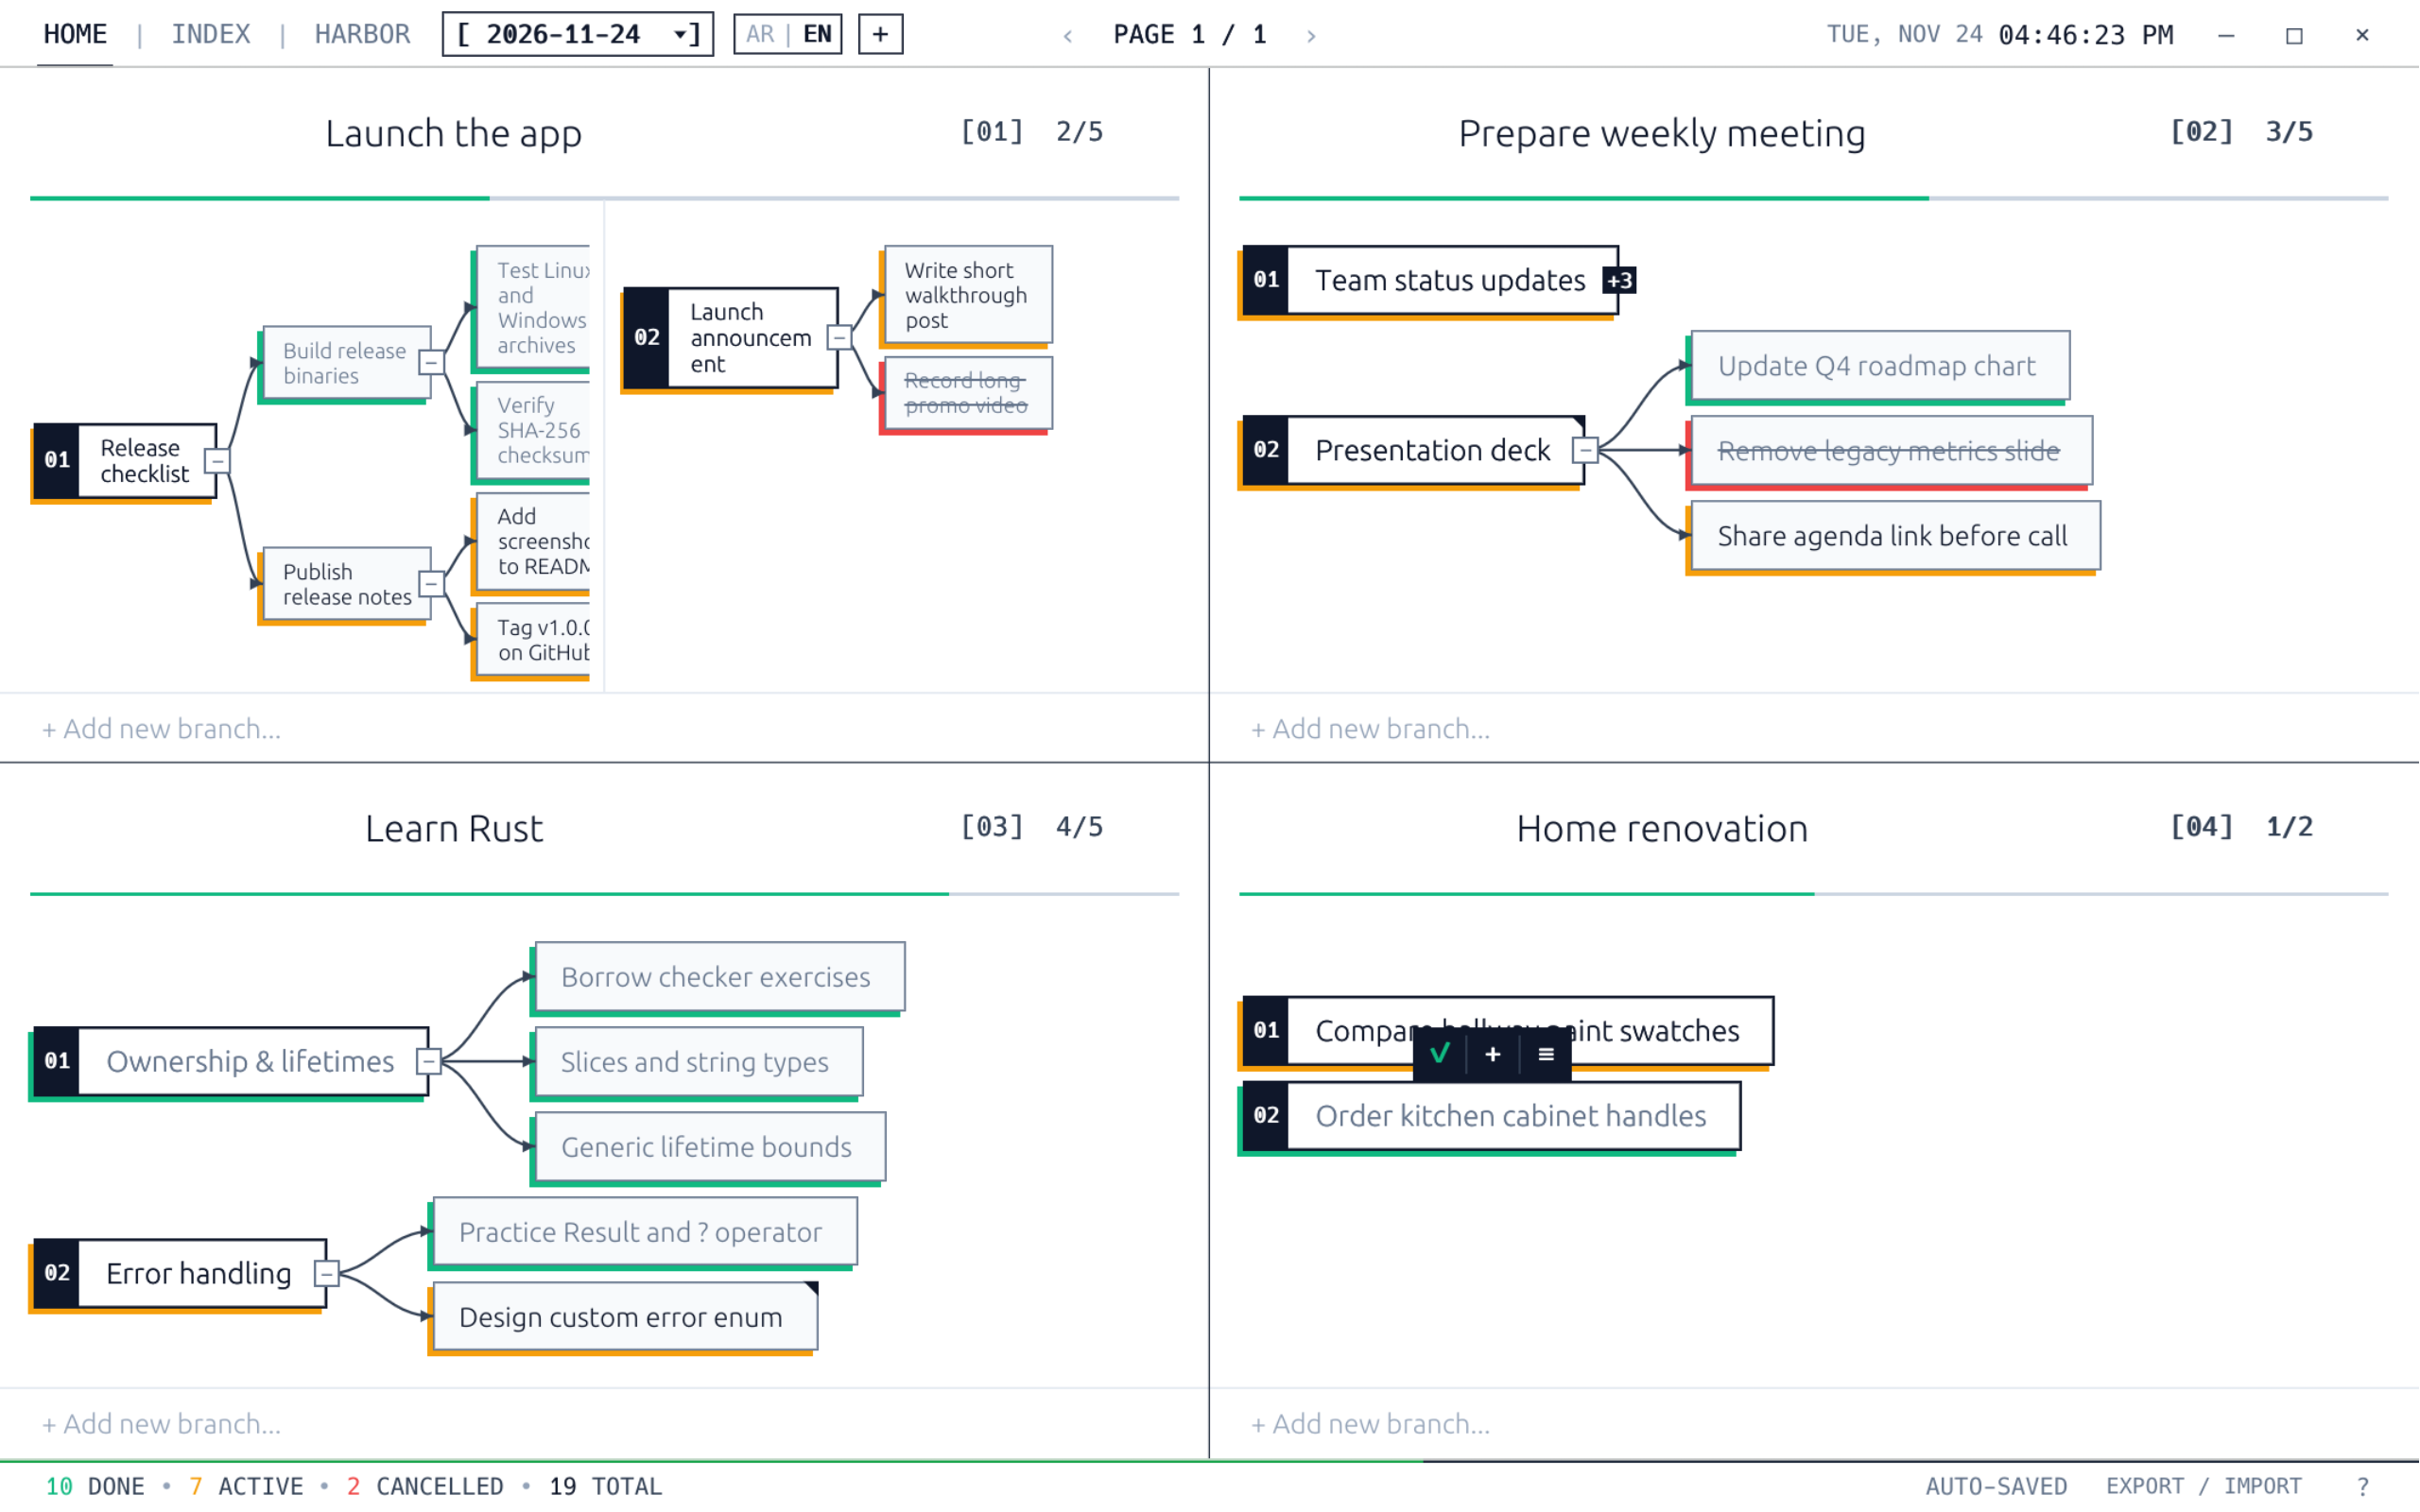 HOME | INDEX | HARBOR [ 2026-11-24 ▾] AR | EN + ‹ PAGE 1 / 1 › TUE, NOV 24 04:46:23 PM — □ ×
Launch the app [01] 2/5
01 Release
checklist
Build release
binaries
Test Linux
and
Windows
archives
Verify
SHA-256
checksum
Publish
release notes
Add
to
Tag
on GitHub
02 Launch
announcem
ent
Write short
walkthrough
post
Record long
promo video
+ Add new branch...
Prepare weekly meeting [02] 3/5
01 Team status updates +3
02 Presentation deck
Update Q4 roadmap chart
Remove legacy metrics slide
Share agenda link before call
+ Add new branch...
Learn Rust [03] 4/5
01 Ownership & lifetimes
Borrow checker exercises
Slices and string types
Generic lifetime bounds
02 Error handling
Practice Result and ? operator
Design custom error enum
+ Add new branch...
Home renovation [04] 1/2
01 Compare hallway paint swatches
✓ + ≡
02 Order kitchen cabinet handles
+ Add new branch...
10 DONE • 7 ACTIVE • 2 CANCELLED • 19 TOTAL AUTO-SAVED EXPORT / IMPORT ?